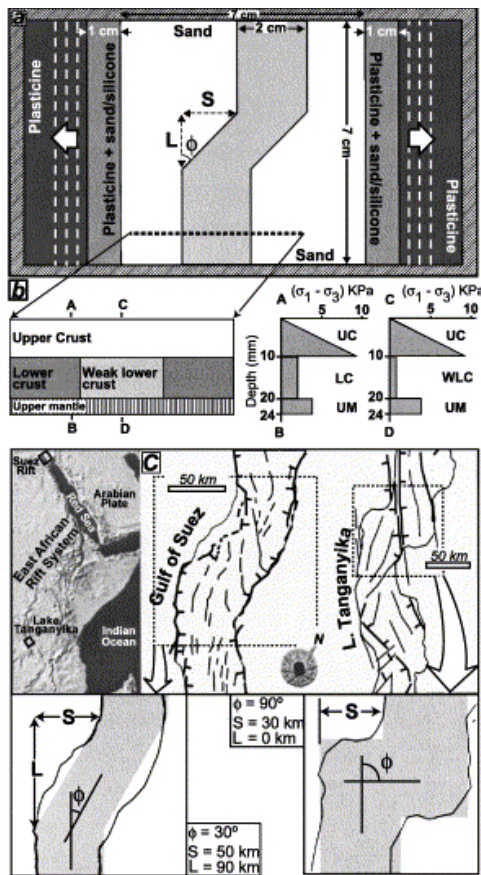 a
7 cm
1 cm
Sand
2 cm
1 cm
Plasticine
Plasticine + sand/silicone
S
L
ϕ
7 cm
Plasticine + sand/silicone
Plasticine
Sand
b
A
C
Upper Crust
Lower crust
Weak lower crust
Upper mantle
B
D
A (σ1 - σ3) KPa
5 10
UC
10
LC
20
UM
24
B
Depth (mm)
C (σ1 - σ3) KPa
5 10
UC
10
WLC
20
UM
24
D
Suez Rift
Red Sea
Arabian Plate
East African Rift System
Lake Tanganyika
Indian Ocean
C
50 km
Gulf of Suez
N
L. Tanganyika
50 km
S
L
ϕ
ϕ = 30º
S = 50 km
L = 90 km
ϕ = 90º
S = 30 km
L = 0 km
S
ϕ